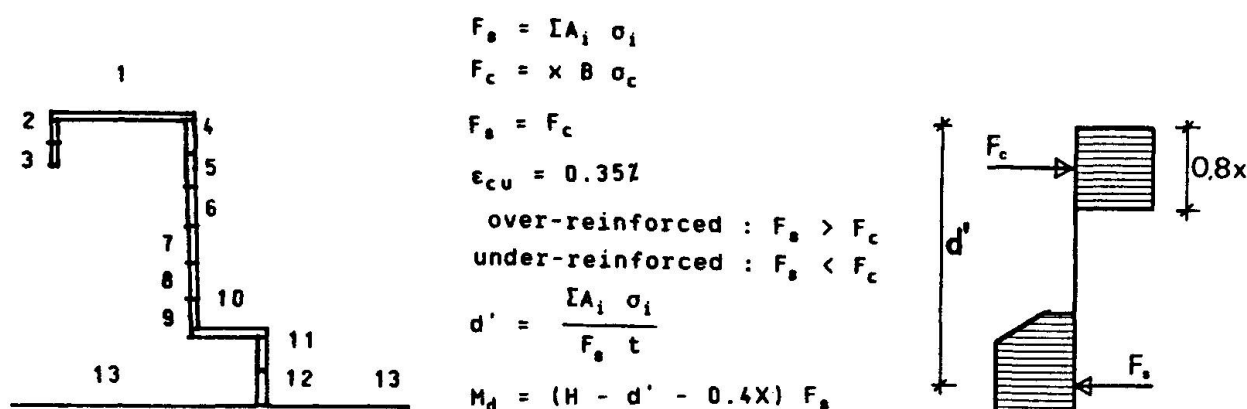 1
2
3
4
5
6
7
8
9
10
11
12
13
13
F_s = ΣA_i σ_i
F_c = x B σ_c
F_s = F_c
ε_cu = 0.35%
over-reinforced : F_s > F_c
under-reinforced : F_s < F_c
d' = ΣA_i σ_i / F_s t
M_d = (H - d' - 0.4X) F_s
F_c
0,8x
d'
F_s